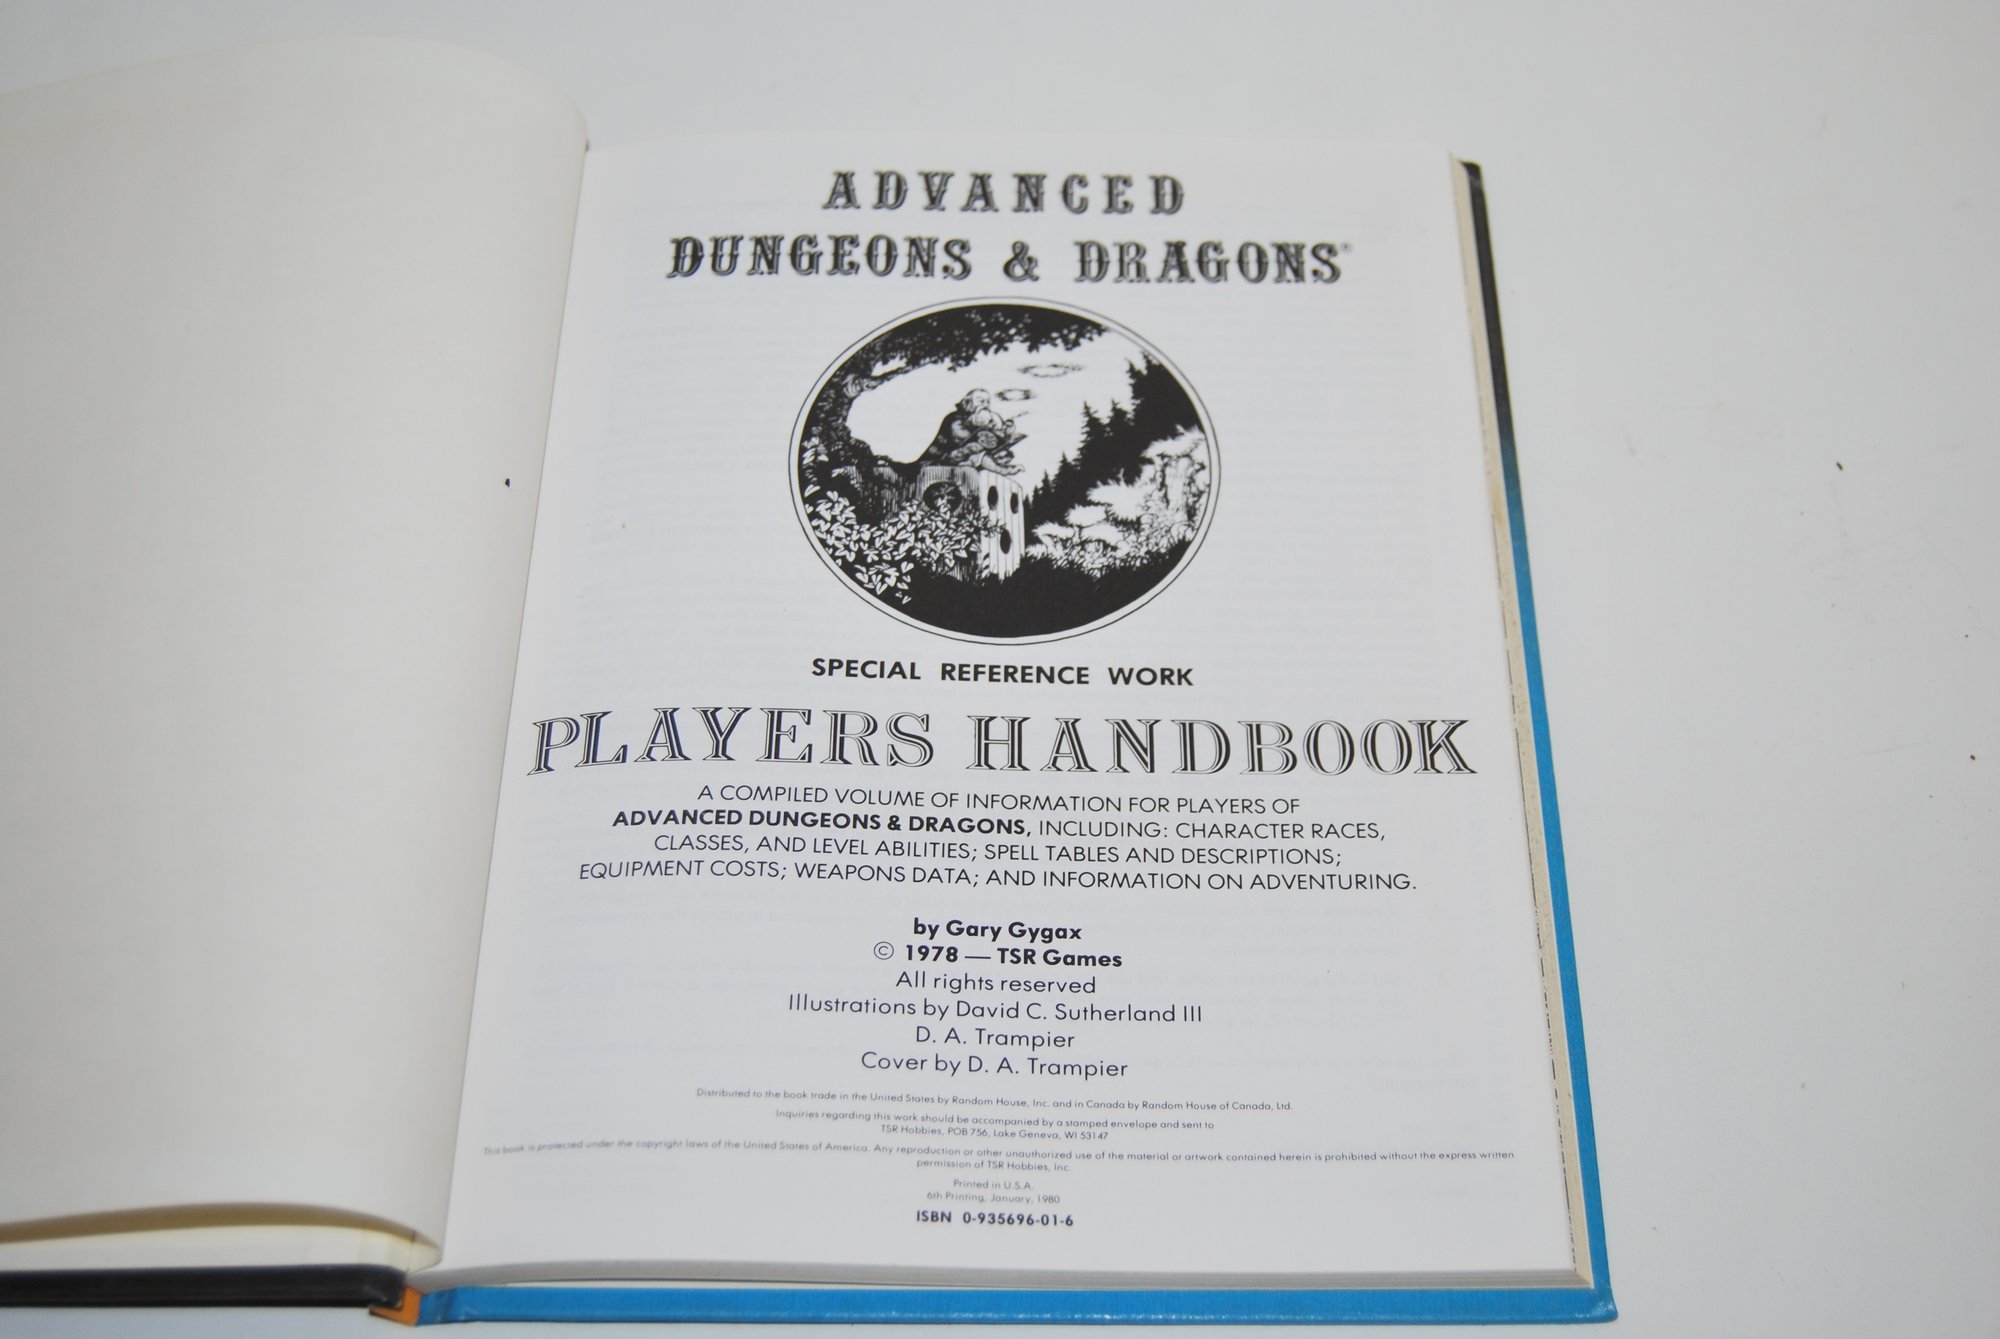 ADVANCED
DUNGEONS & DRAGONS®
SPECIAL REFERENCE WORK
PLAYERS HANDBOOK
A COMPILED VOLUME OF INFORMATION FOR PLAYERS OF
ADVANCED DUNGEONS & DRAGONS, INCLUDING: CHARACTER RACES,
CLASSES, AND LEVEL ABILITIES; SPELL TABLES AND DESCRIPTIONS;
EQUIPMENT COSTS; WEAPONS DATA; AND INFORMATION ON ADVENTURING.
by Gary Gygax
© 1978 — TSR Games
All rights reserved
Illustrations by David C. Sutherland III
D. A. Trampier
Cover by D. A. Trampier
Distributed to the book trade in the United States by Random House, Inc. and in Canada by Random House of Canada, Ltd.
Inquiries regarding this work should be accompanied by a stamped envelope and sent to
TSR Hobbies, POB 756, Lake Geneva, WI 53147
This book is protected under the copyright laws of the United States of America. Any reproduction or other unauthorized use of the material or artwork contained herein is prohibited without the express written
permission of TSR Hobbies, Inc.
Printed in U.S.A.
6th Printing, January, 1980
ISBN 0-935696-01-6